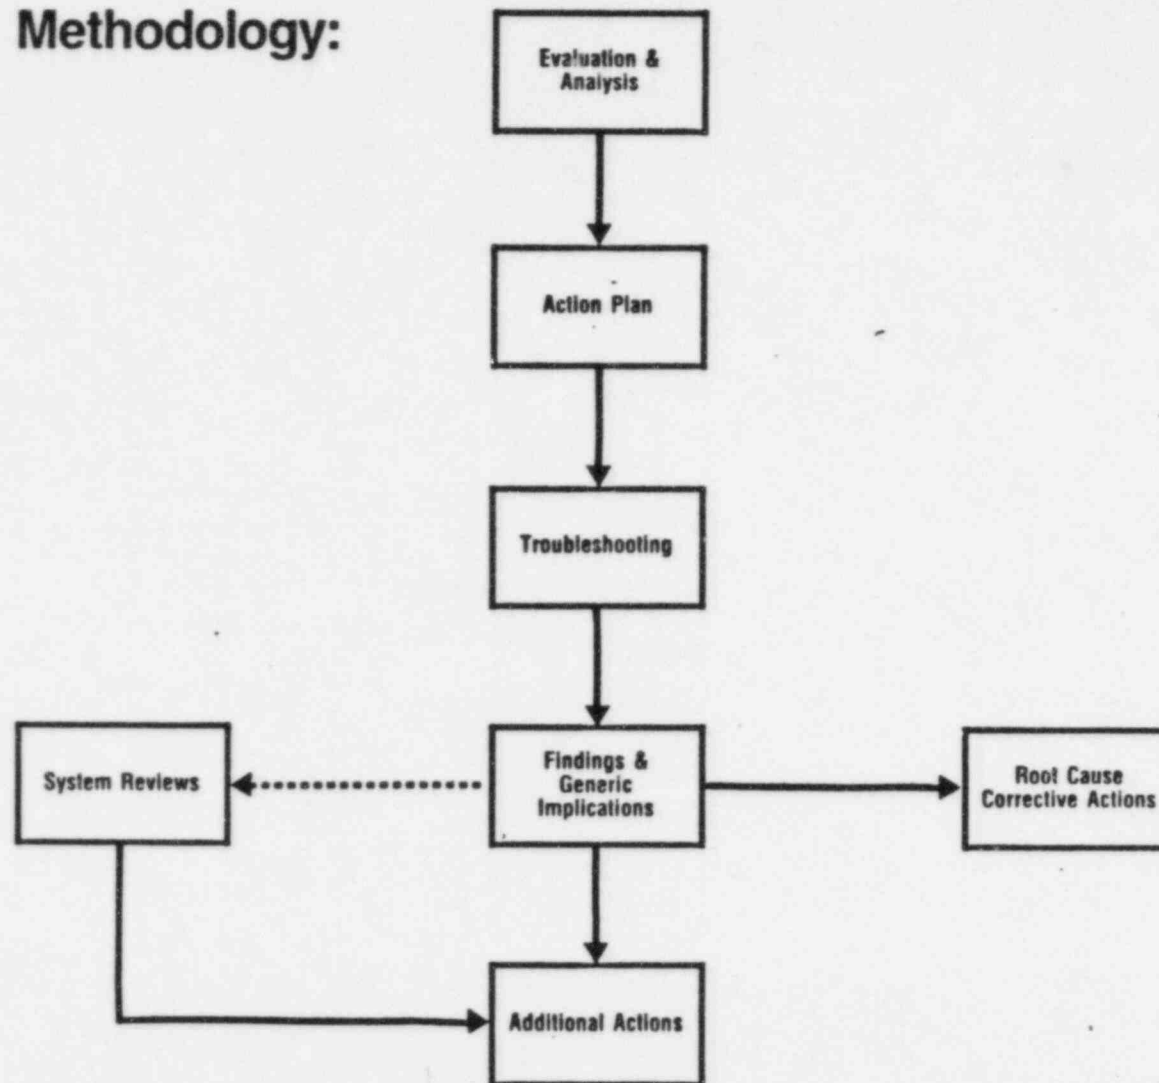 Methodology:
Evaluation &
Analysis
Action Plan
Troubleshooting
System Reviews
Findings &
Generic
Implications
Root Cause
Corrective Actions
Additional Actions